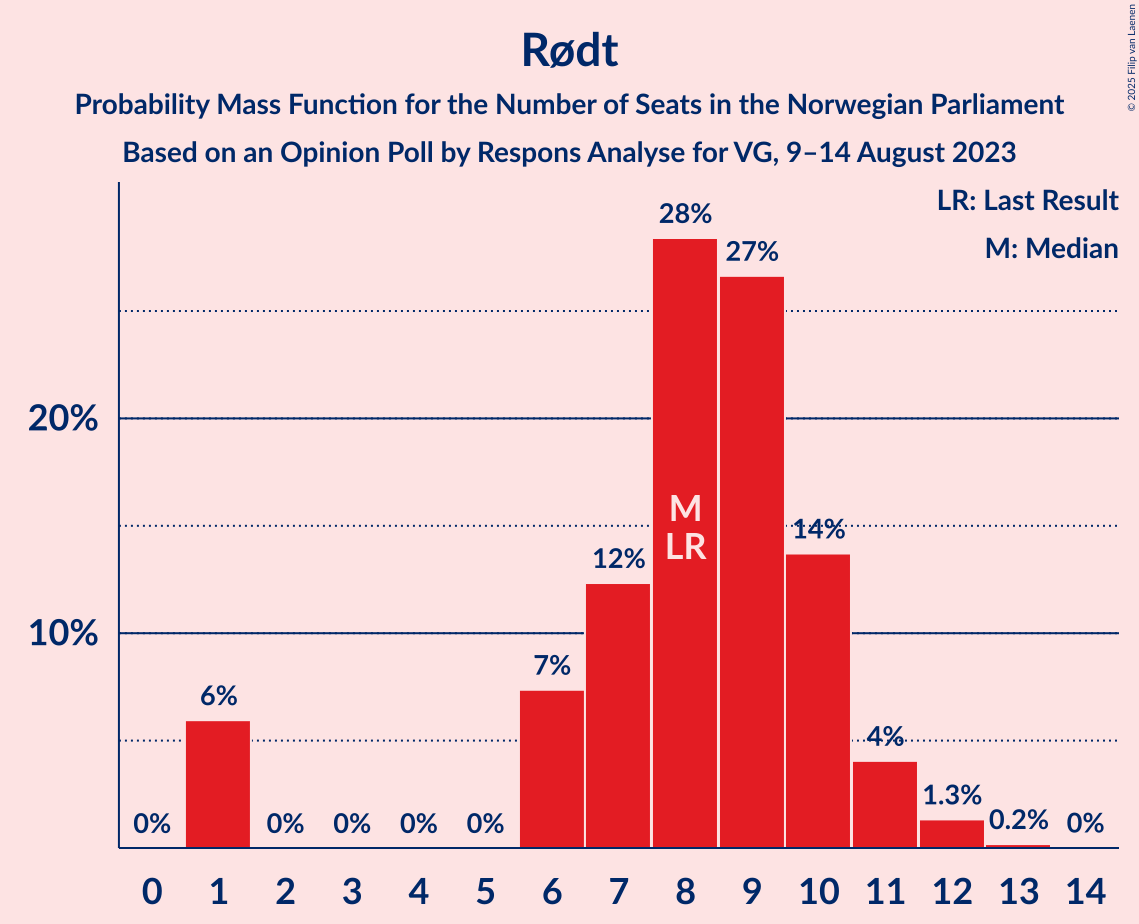 Rødt
Probability Mass Function for the Number of Seats in the Norwegian Parliament
Based on an Opinion Poll by Respons Analyse for VG, 9–14 August 2023
© 2025 Filip van Laenen
LR: Last Result
M: Median
28%
27%
20%
M
LR
14%
12%
10%
7%
6%
4%
1.3%
0.2%
0% 0% 0% 0% 0% 0%
0 1 2 3 4 5 6 7 8 9 10 11 12 13 14